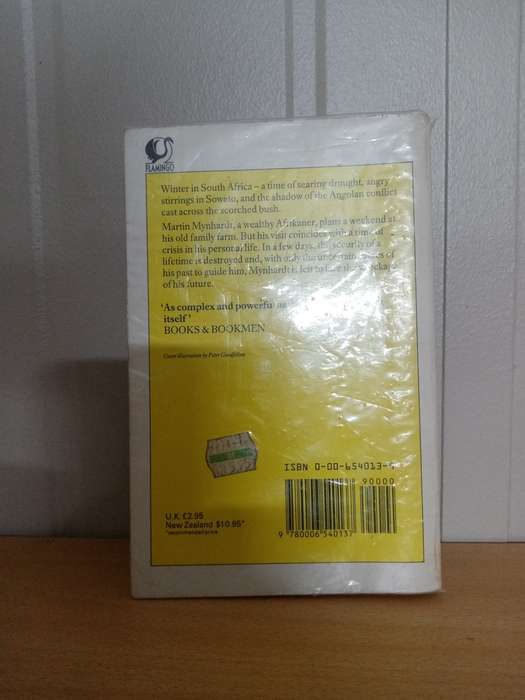 FLAMINGO
Winter in South Africa – a time of searing drought, angry
stirrings in Soweto, and the shadow of the Angolan conflict
cast across the scorched bush.
Martin Mynhardt, a wealthy Afrikaner, plans a weekend at
his old family farm. But his visit coincides with a time of
crisis in his personal life. In a few days, the security of a
lifetime is destroyed and, with only the uncertain of
his past to guide him, Mynhardt is left to face the
of his future.
'As complex and powerful
itself'
BOOKS & BOOKMEN
Cover illustration by Peter Goodfellow
ISBN 0-00-654013-
90000
U.K. £2.95
New Zealand $10.95*
*recommended price
9 780006 540137